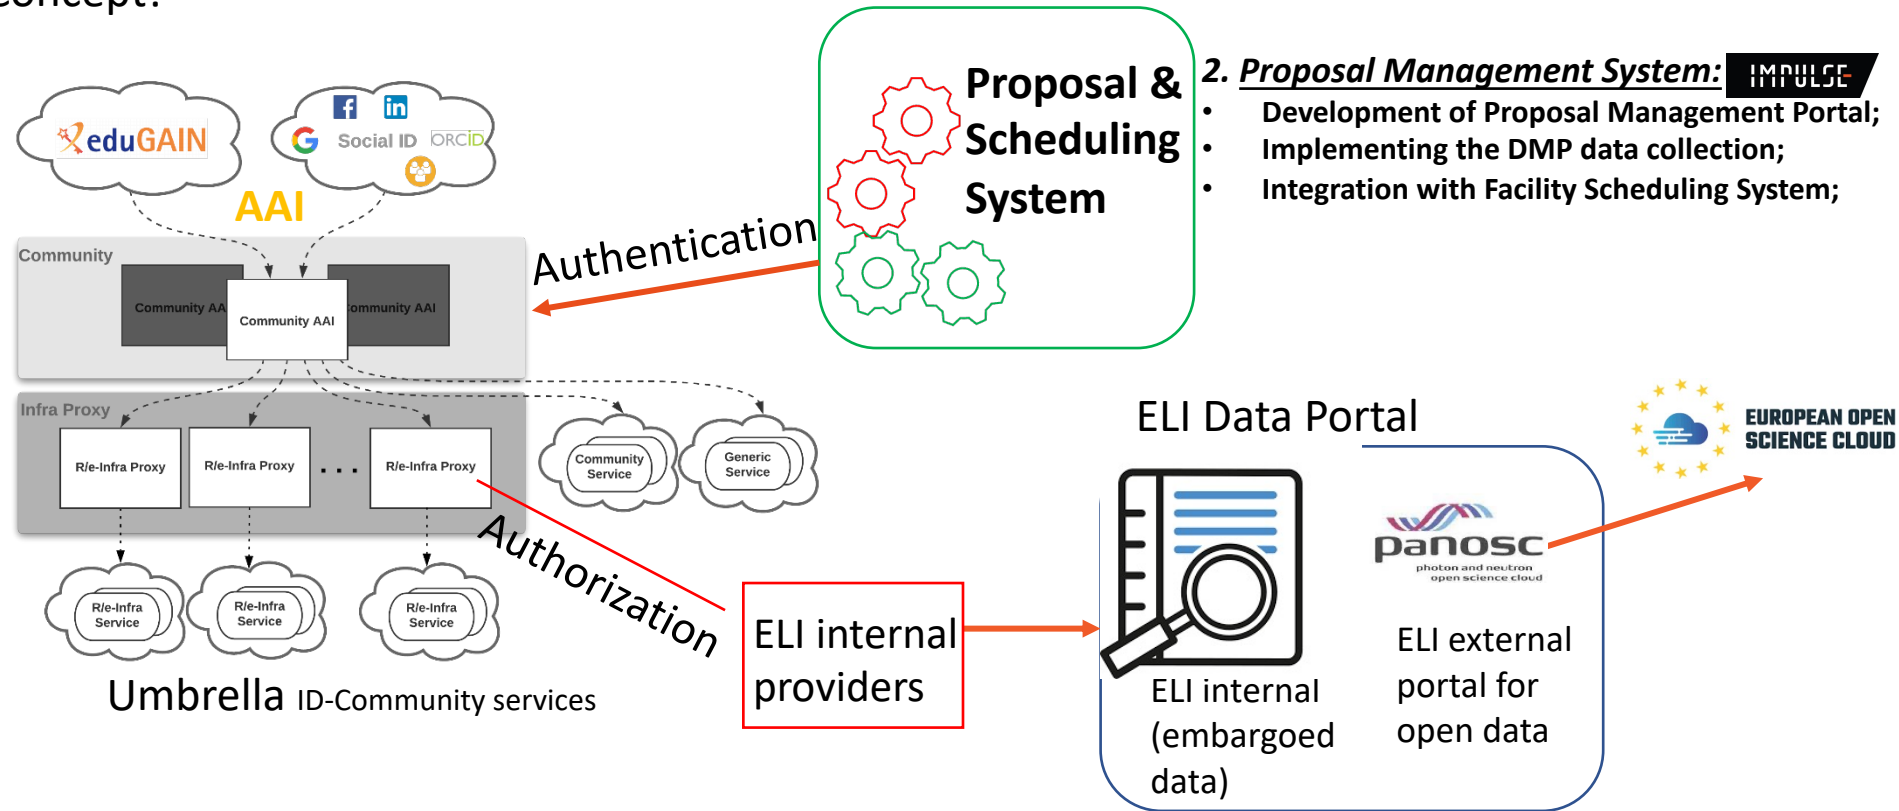 concept?
eduGAIN
Social ID
ORCID
AAI
Community
Community AA
Community AAI
ommunity AAI
Infra Proxy
R/e-Infra Proxy
R/e-Infra Proxy
...
R/e-Infra Proxy
Community
Service
Generic
Service
R/e-Infra
Service
R/e-Infra
Service
R/e-Infra
Service
Umbrella ID-Community services
Authentication
Authorization
Proposal &
Scheduling
System
2. Proposal Management System:
IMPULSE
• Development of Proposal Management Portal;
• Implementing the DMP data collection;
• Integration with Facility Scheduling System;
ELI internal
providers
ELI Data Portal
ELI internal
(embargoed
data)
panosc
photon and neutron
open science cloud
ELI external
portal for
open data
EUROPEAN OPEN
SCIENCE CLOUD